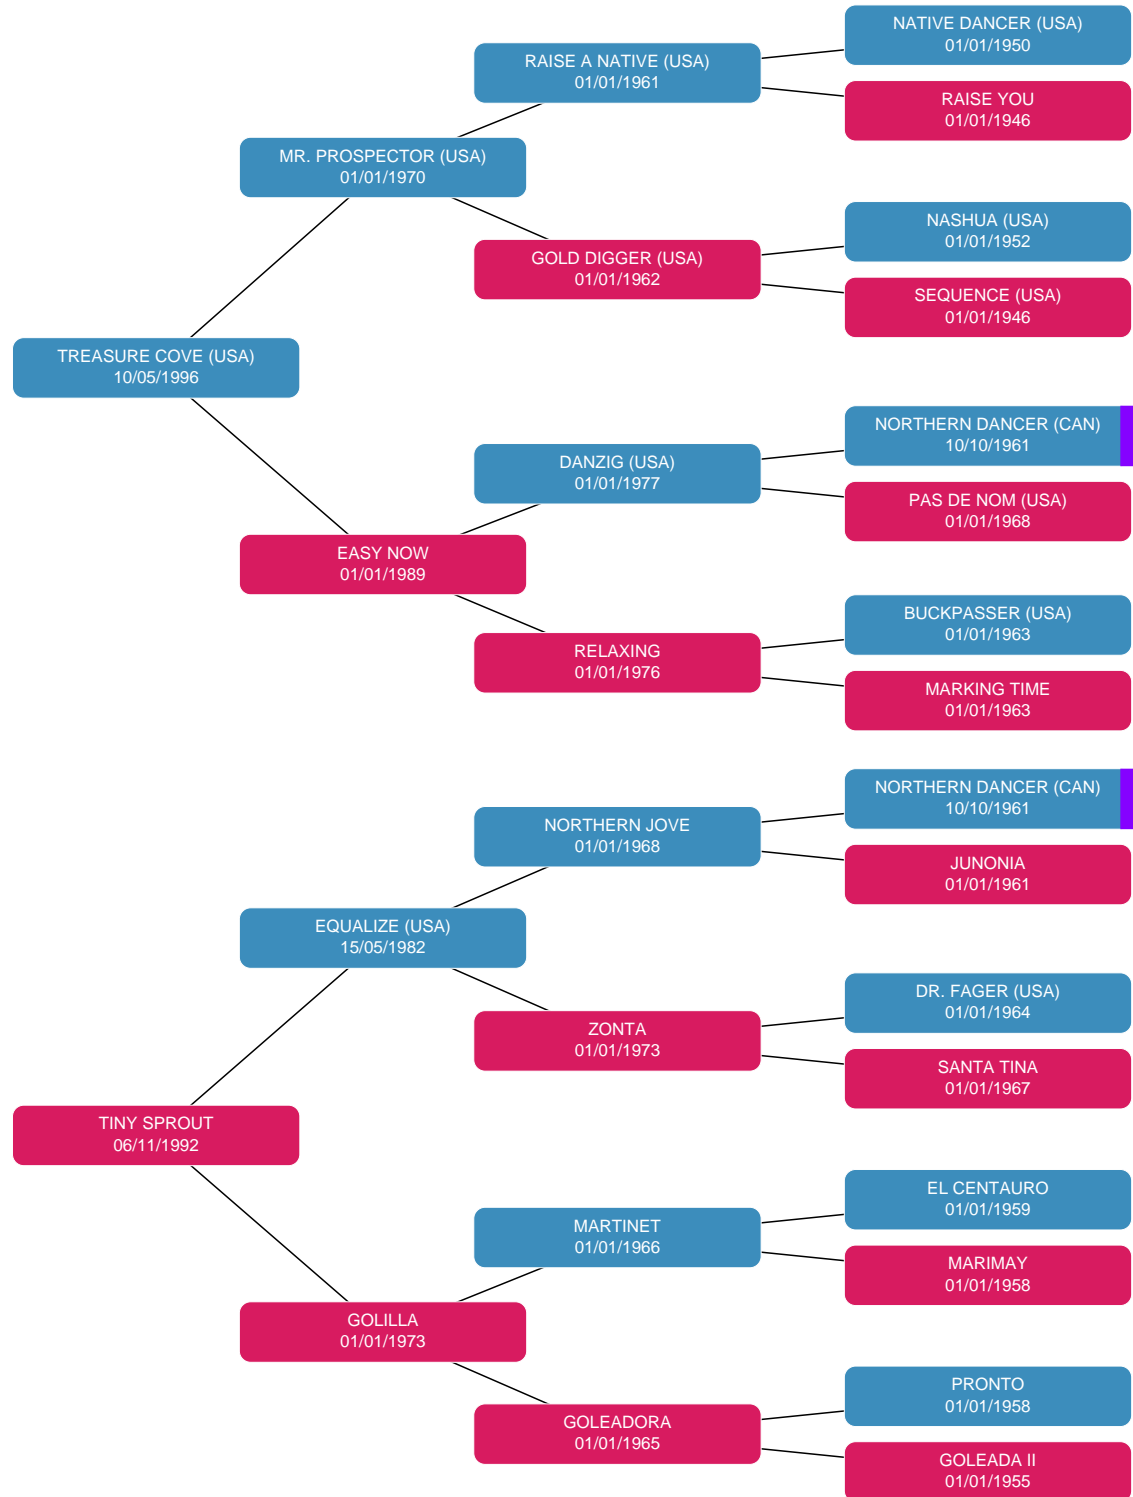 NATIVE DANCER (USA)
01/01/1950
RAISE A NATIVE (USA)
01/01/1961
RAISE YOU
01/01/1946
MR. PROSPECTOR (USA)
01/01/1970
NASHUA (USA)
01/01/1952
GOLD DIGGER (USA)
01/01/1962
SEQUENCE (USA)
01/01/1946
TREASURE COVE (USA)
10/05/1996
NORTHERN DANCER (CAN)
10/10/1961
DANZIG (USA)
01/01/1977
PAS DE NOM (USA)
01/01/1968
EASY NOW
01/01/1989
BUCKPASSER (USA)
01/01/1963
RELAXING
01/01/1976
MARKING TIME
01/01/1963
NORTHERN DANCER (CAN)
10/10/1961
NORTHERN JOVE
01/01/1968
JUNONIA
01/01/1961
EQUALIZE (USA)
15/05/1982
DR. FAGER (USA)
01/01/1964
ZONTA
01/01/1973
SANTA TINA
01/01/1967
TINY SPROUT
06/11/1992
EL CENTAURO
01/01/1959
MARTINET
01/01/1966
MARIMAY
01/01/1958
GOLILLA
01/01/1973
PRONTO
01/01/1958
GOLEADORA
01/01/1965
GOLEADA II
01/01/1955